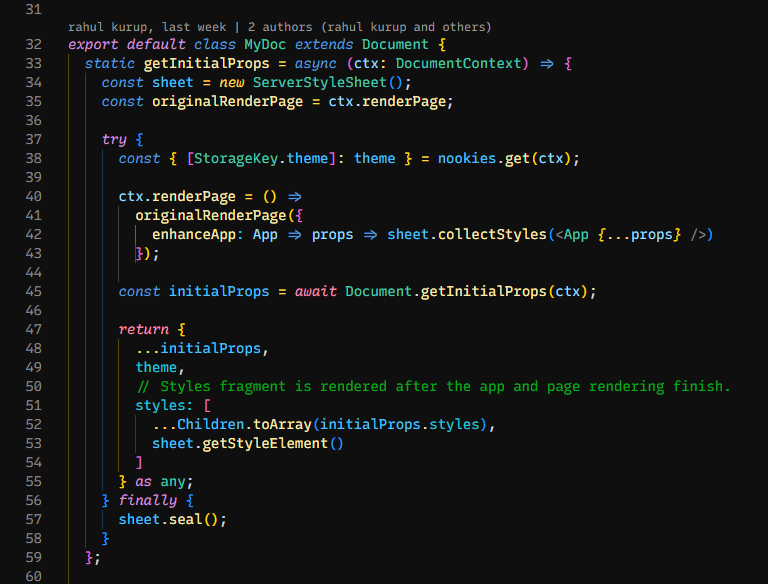 31
rahul kurup, last week | 2 authors (rahul kurup and others)
32 export default class MyDoc extends Document {
33   static getInitialProps = async (ctx: DocumentContext) => {
34     const sheet = new ServerStyleSheet();
35     const originalRenderPage = ctx.renderPage;
36
37     try {
38       const { [StorageKey.theme]: theme } = nookies.get(ctx);
39
40       ctx.renderPage = () =>
41         originalRenderPage({
42           enhanceApp: App => props => sheet.collectStyles(<App {...props} />)
43         });
44
45       const initialProps = await Document.getInitialProps(ctx);
46
47       return {
48         ...initialProps,
49         theme,
50         // Styles fragment is rendered after the app and page rendering finish.
51         styles: [
52           ...Children.toArray(initialProps.styles),
53           sheet.getStyleElement()
54         ]
55       } as any;
56     } finally {
57       sheet.seal();
58     }
59   };
60